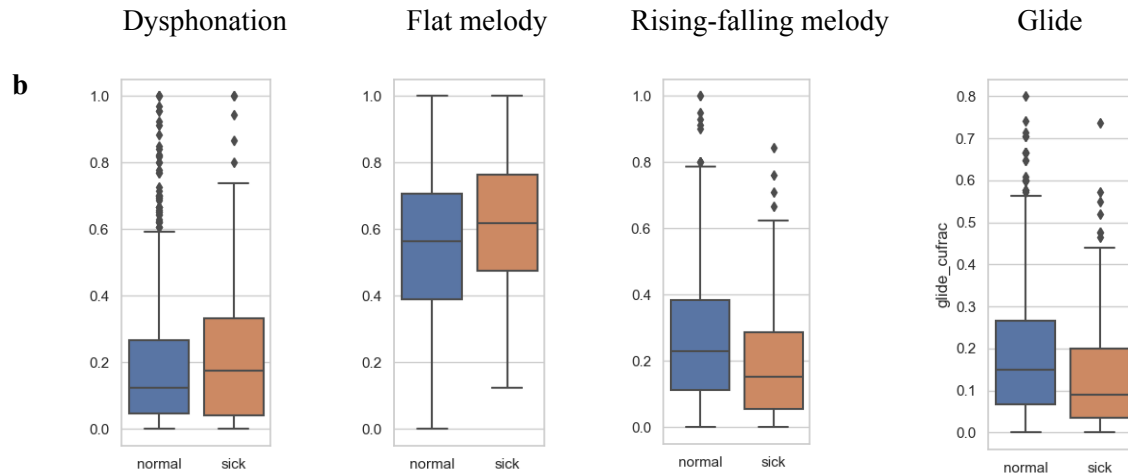 Dysphonation Flat melody Rising-falling melody Glide
b
1.0 1.0 1.0 0.8
0.7
0.8 0.8 0.8
0.6
0.6 0.6 0.6 0.5
glide_cufrac
0.4
0.4 0.4 0.4
0.3
0.2 0.2 0.2 0.2
0.1
0.0 0.0 0.0 0.0
normal sick normal sick normal sick normal sick